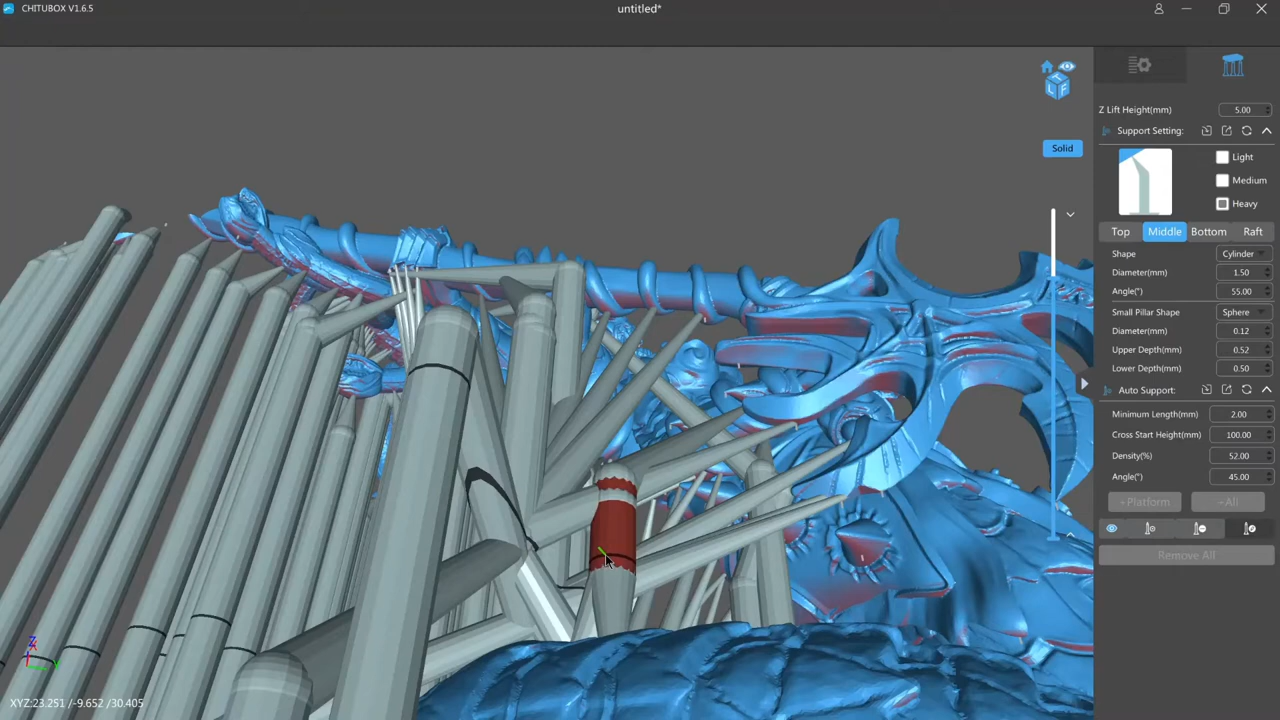 CHITUBOX V1.6.5
untitled*
Z Lift Height(mm) 5.00
Support Setting:
Light
Medium
Heavy
Top Middle Bottom Raft
Shape Cylinder
Diameter(mm) 1.50
Angle(°) 55.00
Small Pillar Shape Sphere
Diameter(mm) 0.12
Upper Depth(mm) 0.52
Lower Depth(mm) 0.50
Auto Support:
Minimum Length(mm) 2.00
Cross Start Height(mm) 100.00
Density(%) 52.00
Angle(°) 45.00
+Platform +All
Remove All
Solid
T
L F
Z
X Y
XYZ:23.251 /-9.652 /30.405